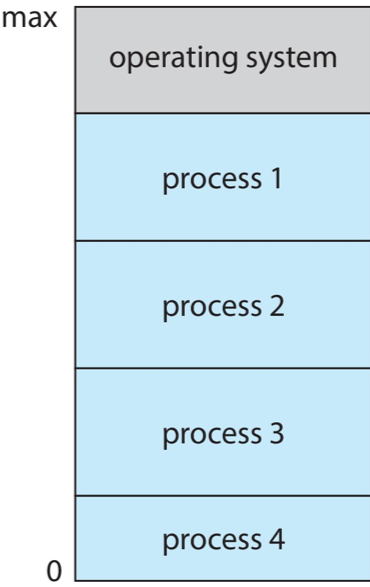 max
operating system
process 1
process 2
process 3
process 4
0